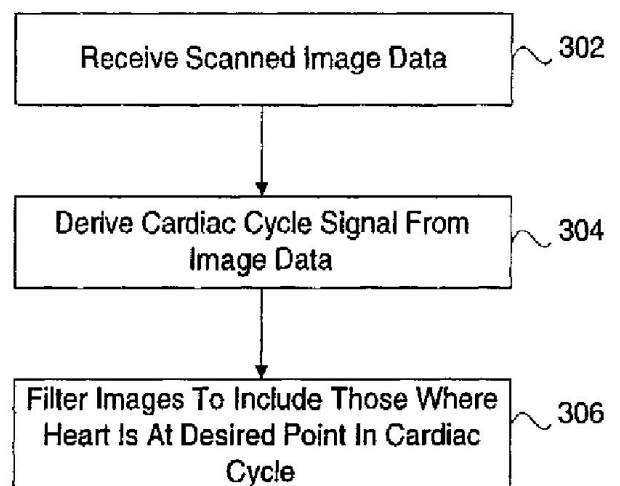 Receive Scanned Image Data
302
Derive Cardiac Cycle Signal From
Image Data
304
Filter Images To Include Those Where
Heart Is At Desired Point In Cardiac
Cycle
306